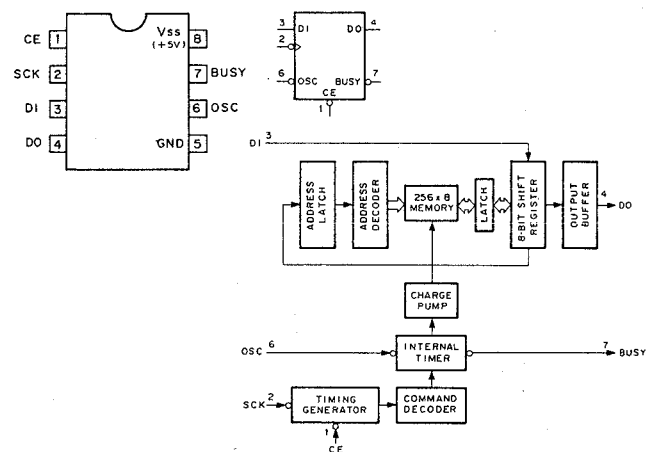 CE 1
SCK 2
DI 3
DO 4
Vss 8
(+5V)
7 BUSY
6 OSC
GND 5
3 DI DO 4
2
6 OSC BUSY 7
CE
1
DI 3
ADDRESS LATCH
ADDRESS DECODER
256 x 8
MEMORY
LATCH
8-BIT SHIFT REGISTER
OUTPUT BUFFER
4 DO
CHARGE
PUMP
OSC 6
INTERNAL
TIMER
7 BUSY
SCK 2
TIMING
GENERATOR
COMMAND
DECODER
1
CE